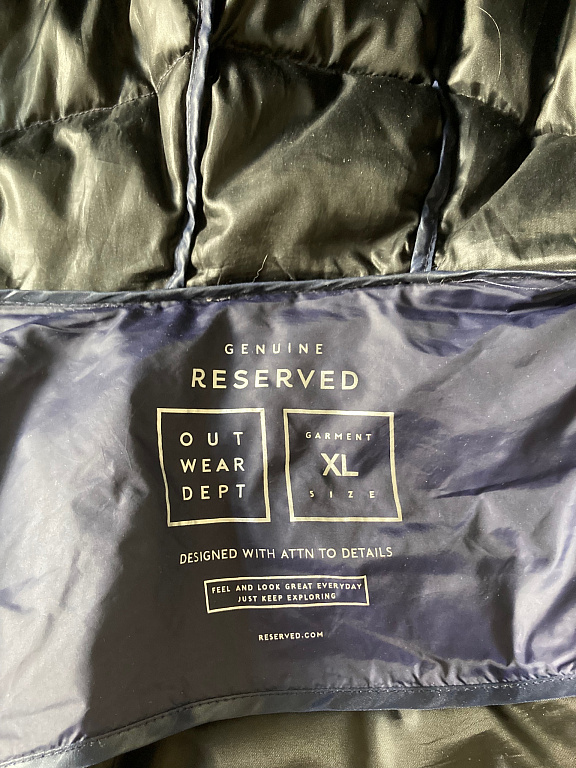 GENUINE
RESERVED
OUT
WEAR
DEPT
GARMENT
XL
SIZE
DESIGNED WITH ATTN TO DETAILS
FEEL AND LOOK GREAT EVERYDAY
JUST KEEP EXPLORING
RESERVED.COM